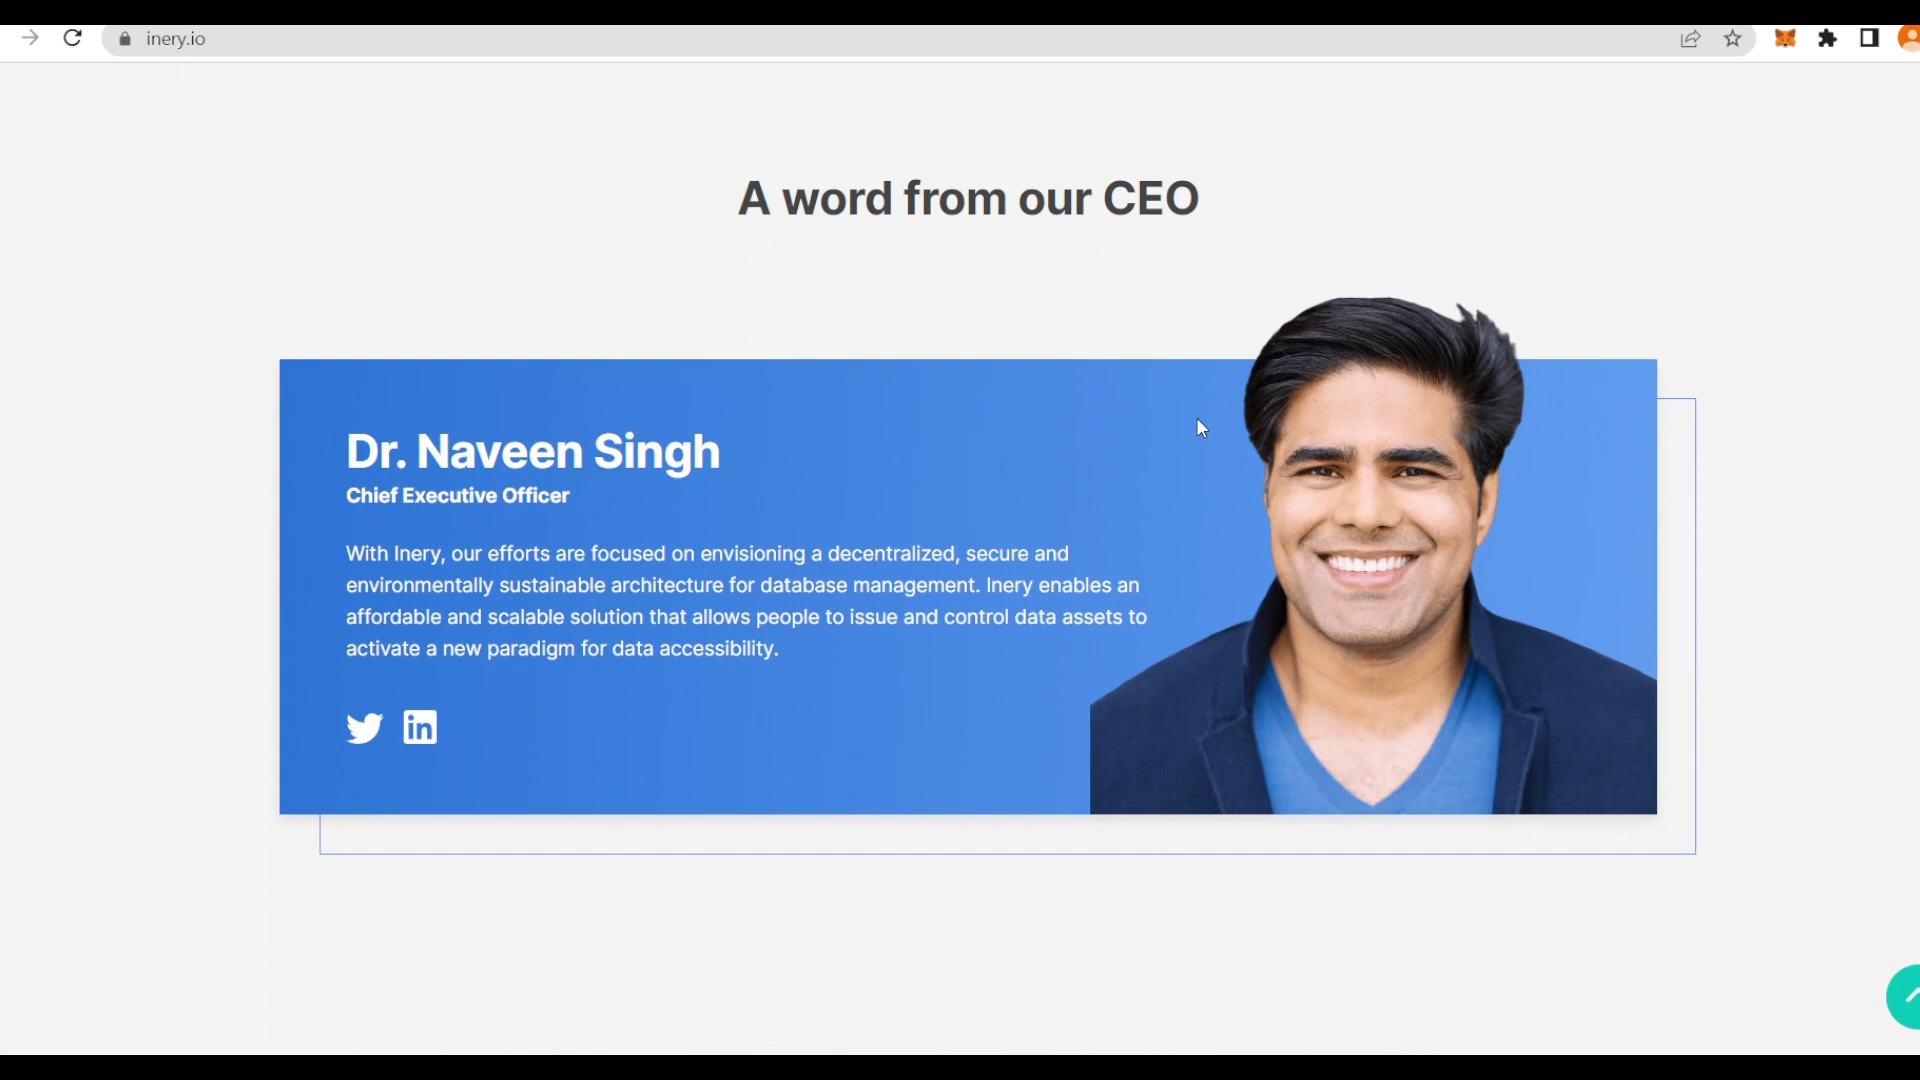 inery.io
A word from our CEO
Dr. Naveen Singh
Chief Executive Officer
With Inery, our efforts are focused on envisioning a decentralized, secure and
environmentally sustainable architecture for database management. Inery enables an
affordable and scalable solution that allows people to issue and control data assets to
activate a new paradigm for data accessibility.
in